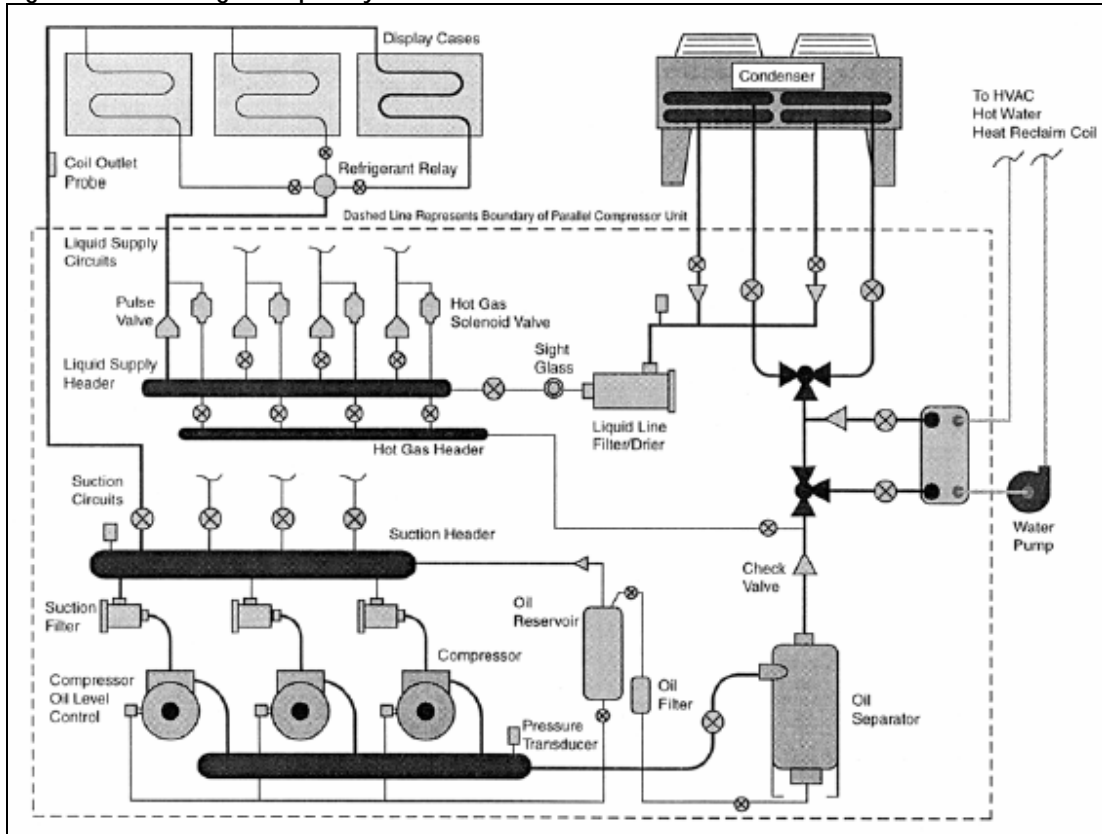 Display Cases
Condenser
To HVAC
Hot Water
Heat Reclaim Coil
Coil Outlet
Probe
Refrigerant Relay
Dashed Line Represents Boundary of Parallel Compressor Unit
Liquid Supply
Circuits
Pulse
Valve
Hot Gas
Solenoid Valve
Liquid Supply
Header
Sight
Glass
Liquid Line
Filter/Drier
Hot Gas Header
Suction
Circuits
Suction Header
Water
Pump
Check
Valve
Suction
Filter
Oil
Reservoir
Compressor
Compressor
Oil Level
Control
Oil
Filter
Oil
Separator
Pressure
Transducer